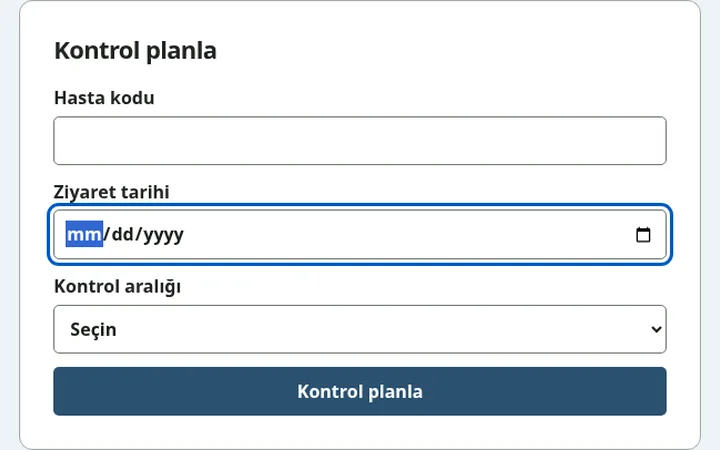 Kontrol planla
Hasta kodu
Ziyaret tarihi
mm/dd/yyyy
Kontrol aralığı
Seçin
Kontrol planla